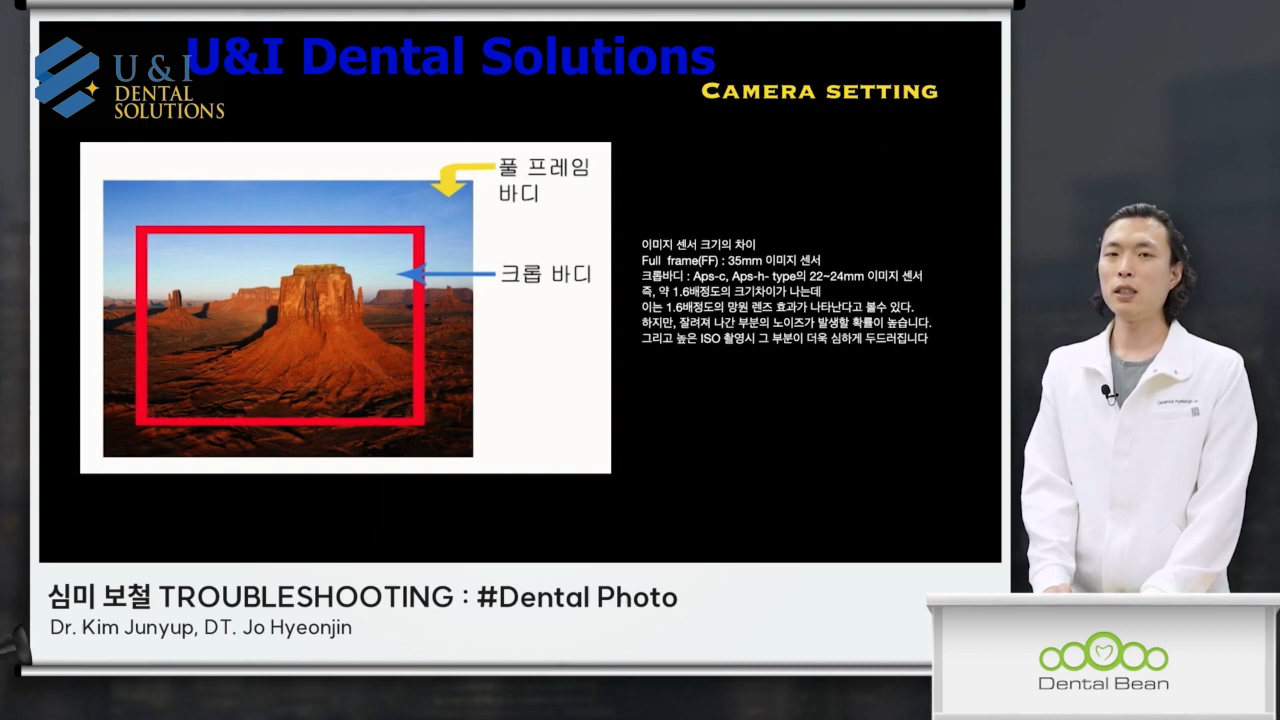 U&I Dental Solutions
U & I
DENTAL
SOLUTIONS
CAMERA SETTING
풀 프레임
바디
크롭 바디
이미지 센서 크기의 차이
Full frame(FF) : 35mm 이미지 센서
크롭바디 : Aps-c, Aps-h- type의 22~24mm 이미지 센서
즉, 약 1.6배정도의 크기차이가 나는데
이는 1.6배정도의 망원 렌즈 효과가 나타난다고 볼수 있다.
하지만, 잘려져 나간 부분의 노이즈가 발생할 확률이 높습니다.
그리고 높은 ISO 촬영시 그 부분이 더욱 심하게 두드러집니다
심미 보철 TROUBLESHOOTING : #Dental Photo
Dr. Kim Junyup, DT. Jo Hyeonjin
Dental Bean